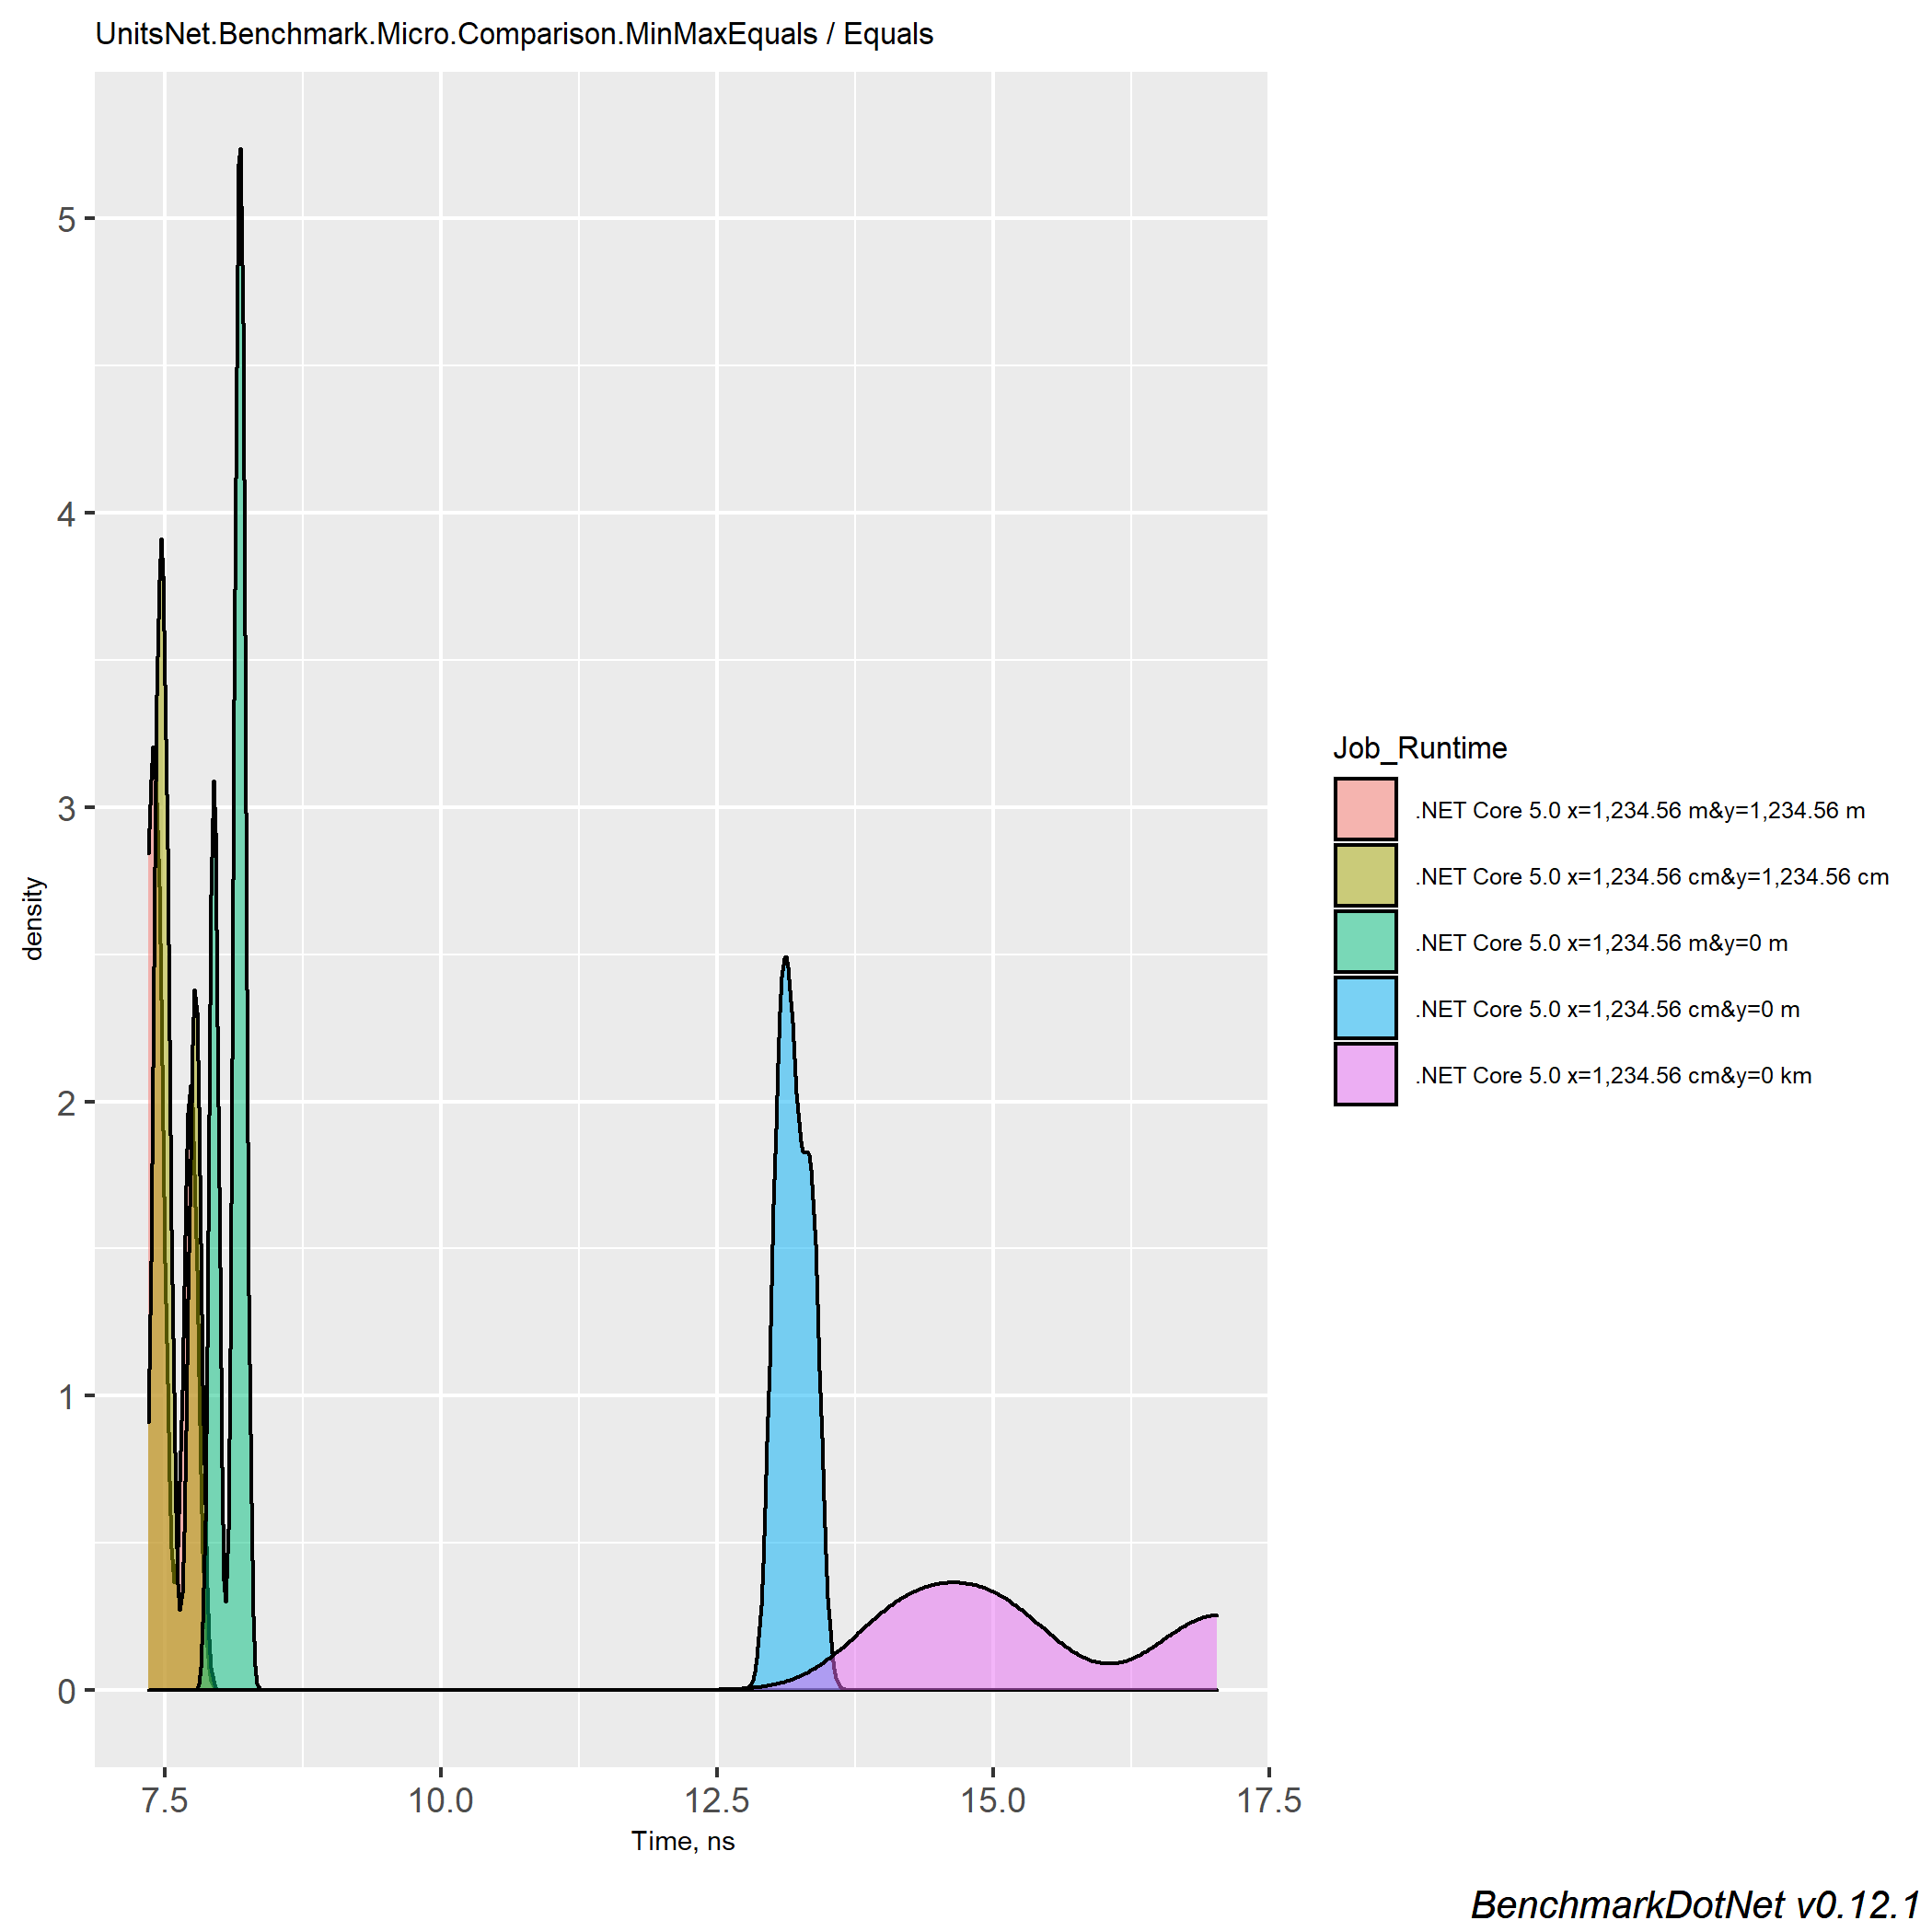 UnitsNet.Benchmark.Micro.Comparison.MinMaxEquals / Equals
5
4
3
2
1
0
density
7.5 10.0 12.5 15.0 17.5
Time, ns
Job_Runtime
.NET Core 5.0 x=1,234.56 m&y=1,234.56 m
.NET Core 5.0 x=1,234.56 cm&y=1,234.56 cm
.NET Core 5.0 x=1,234.56 m&y=0 m
.NET Core 5.0 x=1,234.56 cm&y=0 m
.NET Core 5.0 x=1,234.56 cm&y=0 km
BenchmarkDotNet v0.12.1